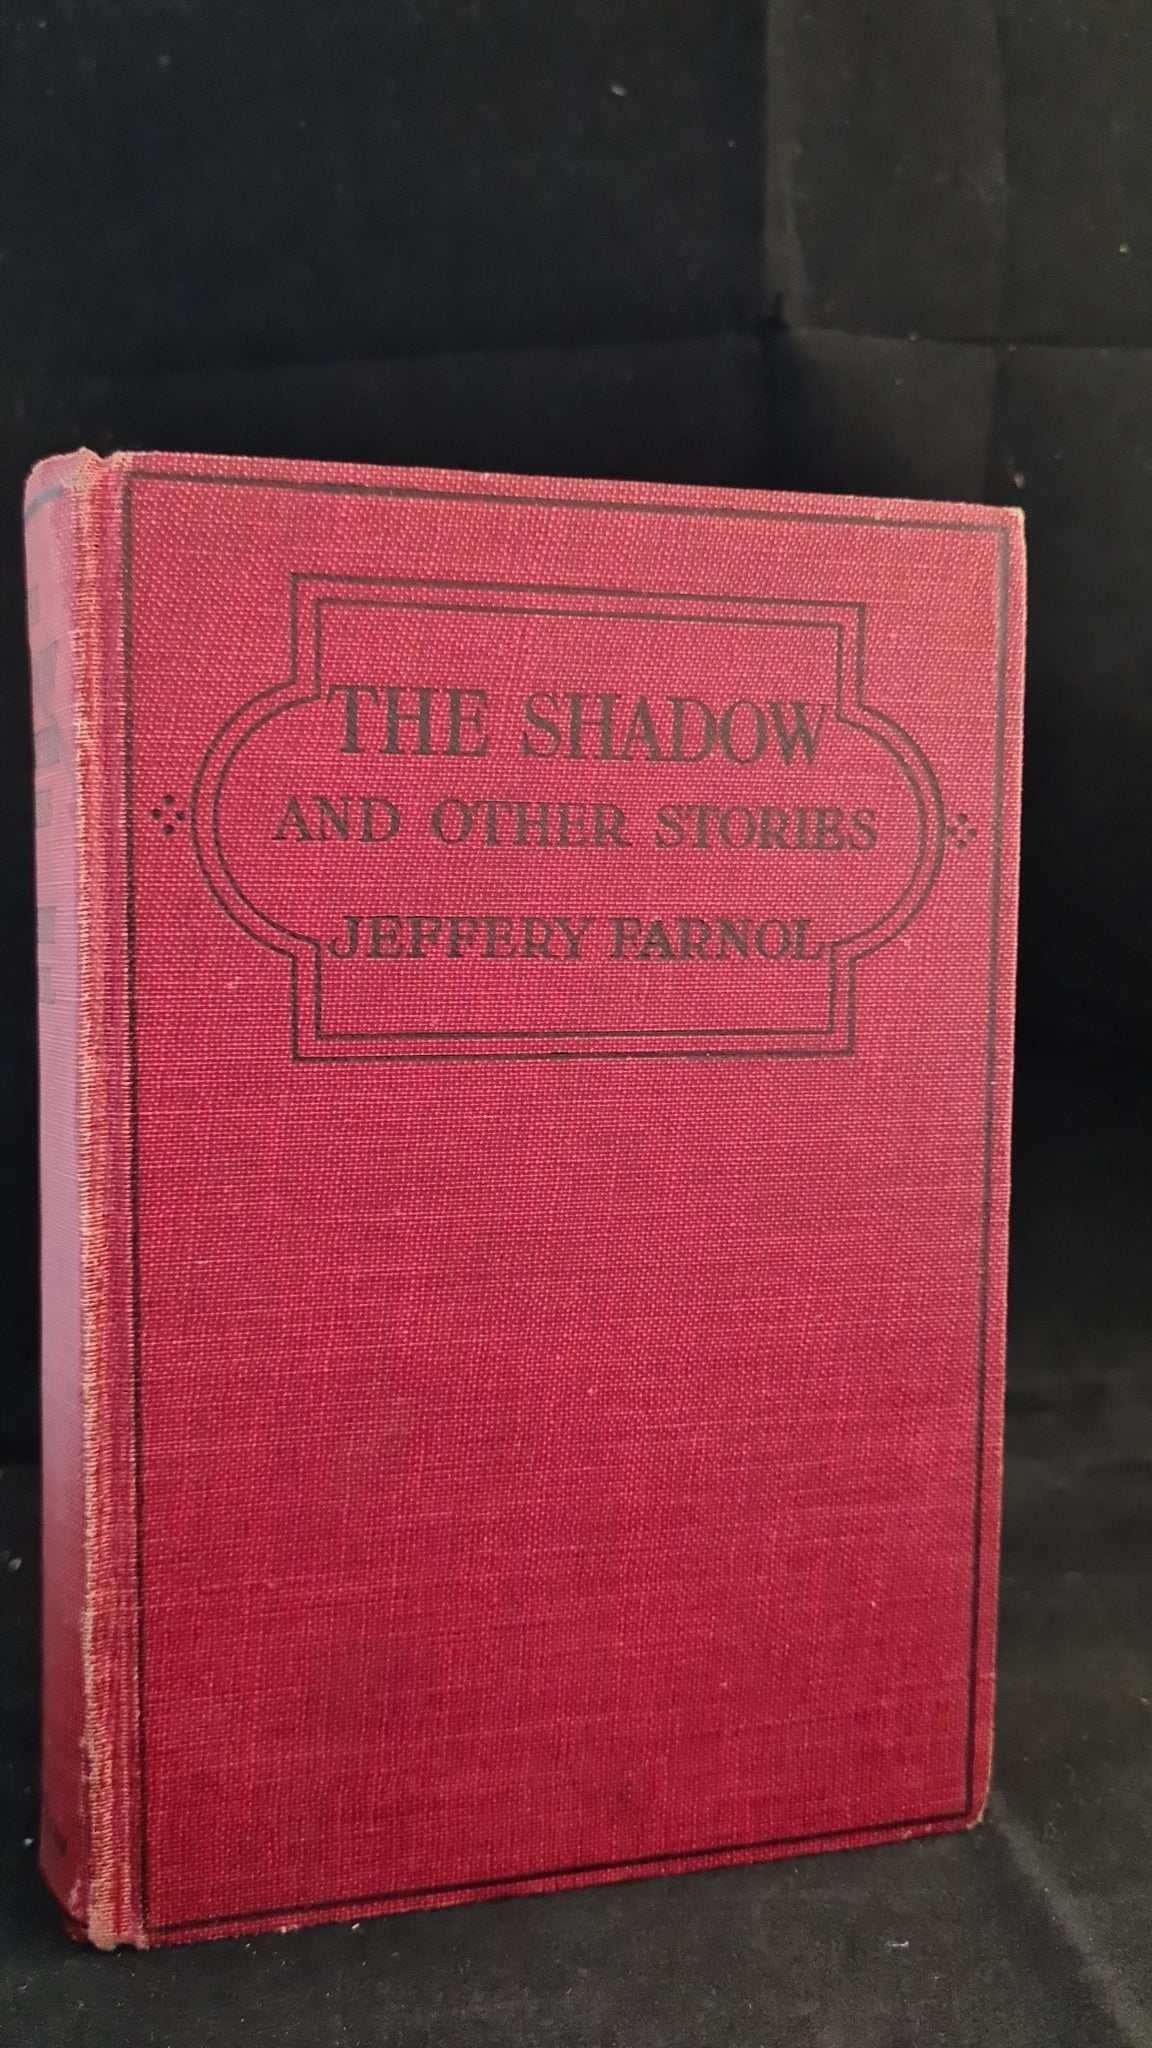 THE SHADOW
AND OTHER STORIES
JEFFERY FARNOL